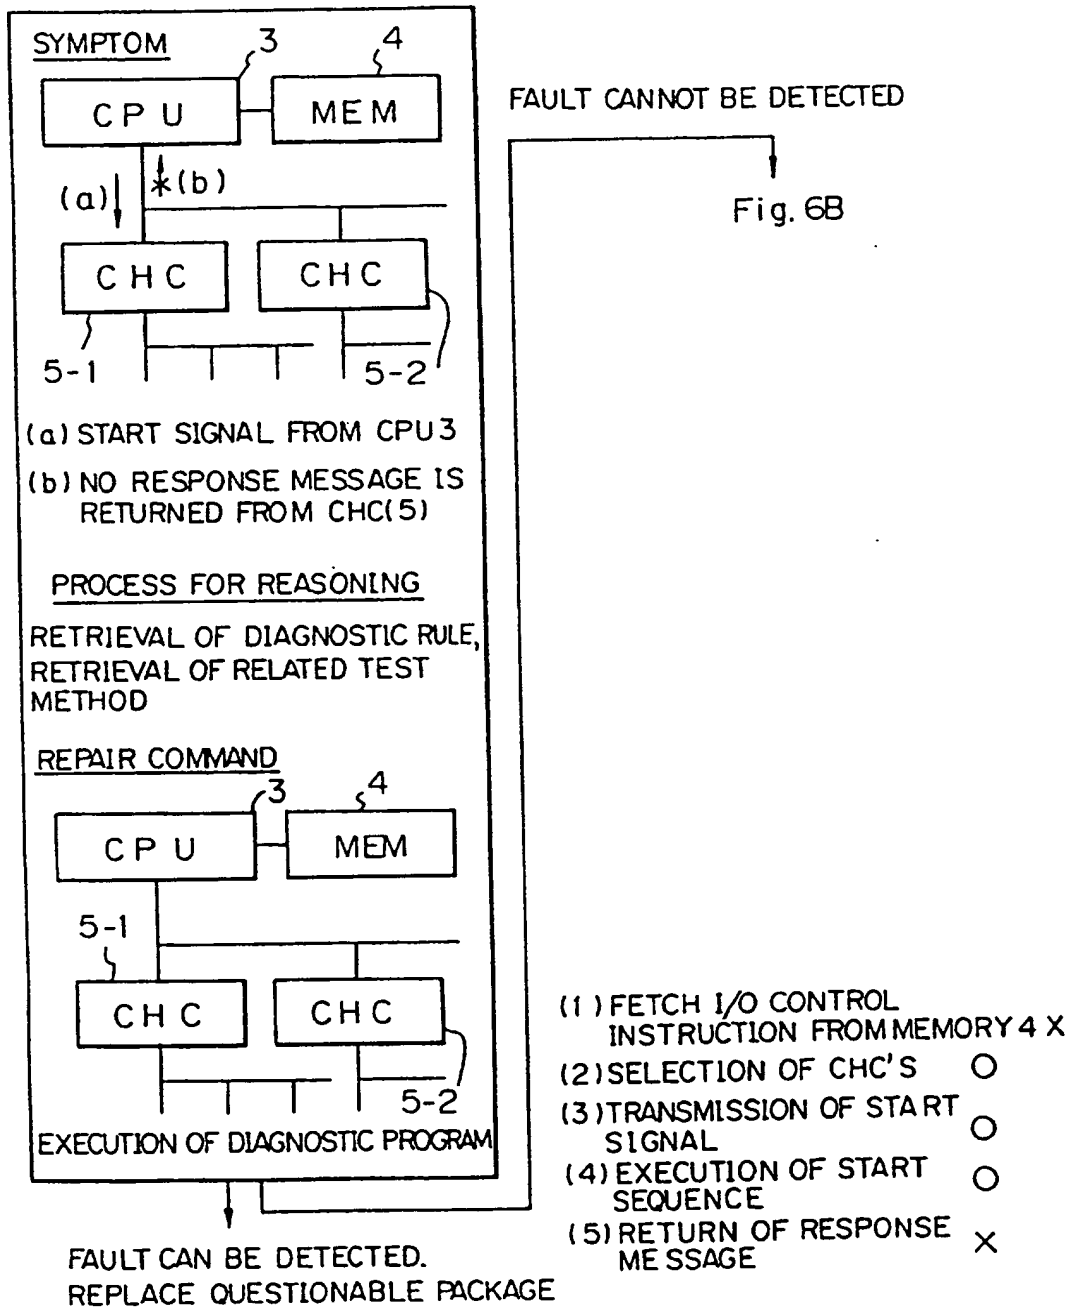 SYMPTOM
3
4
CPU
MEM
(a)
(b)
CHC
CHC
5-1
5-2
(a) START SIGNAL FROM CPU 3
(b) NO RESPONSE MESSAGE IS
RETURNED FROM CHC(5)
PROCESS FOR REASONING
RETRIEVAL OF DIAGNOSTIC RULE,
RETRIEVAL OF RELATED TEST
METHOD
REPAIR COMMAND
3
4
CPU
MEM
5-1
CHC
CHC
5-2
EXECUTION OF DIAGNOSTIC PROGRAM
FAULT CAN BE DETECTED.
REPLACE QUESTIONABLE PACKAGE
FAULT CANNOT BE DETECTED
Fig. 6B
(1) FETCH I/O CONTROL
INSTRUCTION FROM MEMORY 4 X
(2) SELECTION OF CHC'S O
(3) TRANSMISSION OF START
SIGNAL O
(4) EXECUTION OF START
SEQUENCE O
(5) RETURN OF RESPONSE
MESSAGE X